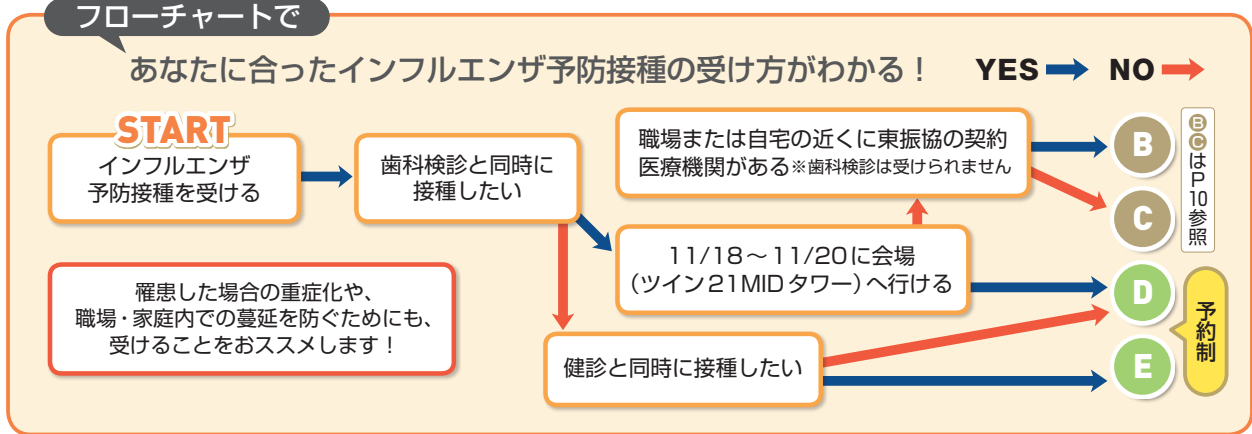 フローチャートで
あなたに合ったインフルエンザ予防接種の受け方がわかる！
YES NO
START
インフルエンザ
予防接種を受ける
歯科検診と同時に
接種したい
職場または自宅の近くに東振協の契約
医療機関がある※歯科検診は受けられません
11/18～11/20に会場
（ツイン21MIDタワー）へ行ける
健診と同時に接種したい
罹患した場合の重症化や、
職場・家庭内での蔓延を防ぐためにも、
受けることをおススメします！
B
C
D
E
BCはP10参照
予約制